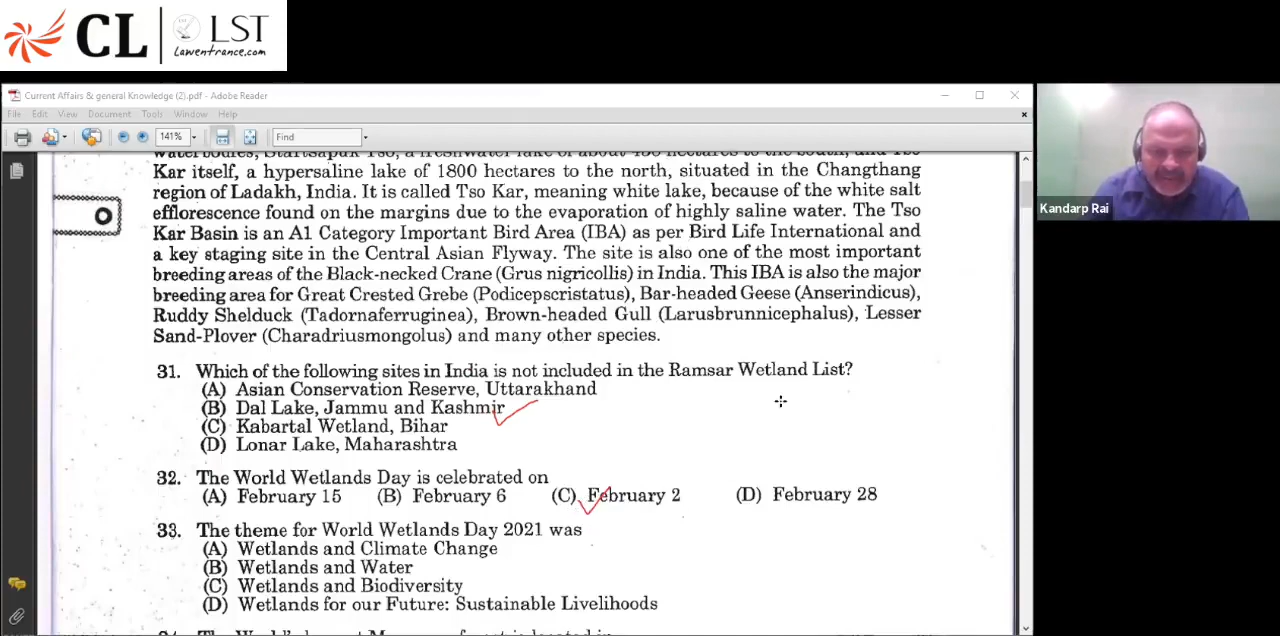 CL | LST
Lawentrance.com
Current Affairs & general Knowledge (2).pdf - Adobe Reader
File Edit View Document Tools Window Help
141% Find
Kar itself, a hypersaline lake of 1800 hectares to the north, situated in the Changthang
region of Ladakh, India. It is called Tso Kar, meaning white lake, because of the white salt
efflorescence found on the margins due to the evaporation of highly saline water. The Tso
Kar Basin is an A1 Category Important Bird Area (IBA) as per Bird Life International and
a key staging site in the Central Asian Flyway. The site is also one of the most important
breeding areas of the Black-necked Crane (Grus nigricollis) in India. This IBA is also the major
breeding area for Great Crested Grebe (Podicepscristatus), Bar-headed Geese (Anserindicus),
Ruddy Shelduck (Tadornaferruginea), Brown-headed Gull (Larusbrunnicephalus), Lesser
Sand-Plover (Charadriusmongolus) and many other species.
31. Which of the following sites in India is not included in the Ramsar Wetland List?
(A) Asian Conservation Reserve, Uttarakhand
(B) Dal Lake, Jammu and Kashmir
(C) Kabartal Wetland, Bihar
(D) Lonar Lake, Maharashtra
32. The World Wetlands Day is celebrated on
(A) February 15 (B) February 6 (C) February 2 (D) February 28
33. The theme for World Wetlands Day 2021 was
(A) Wetlands and Climate Change
(B) Wetlands and Water
(C) Wetlands and Biodiversity
(D) Wetlands for our Future: Sustainable Livelihoods
Kandarp Rai